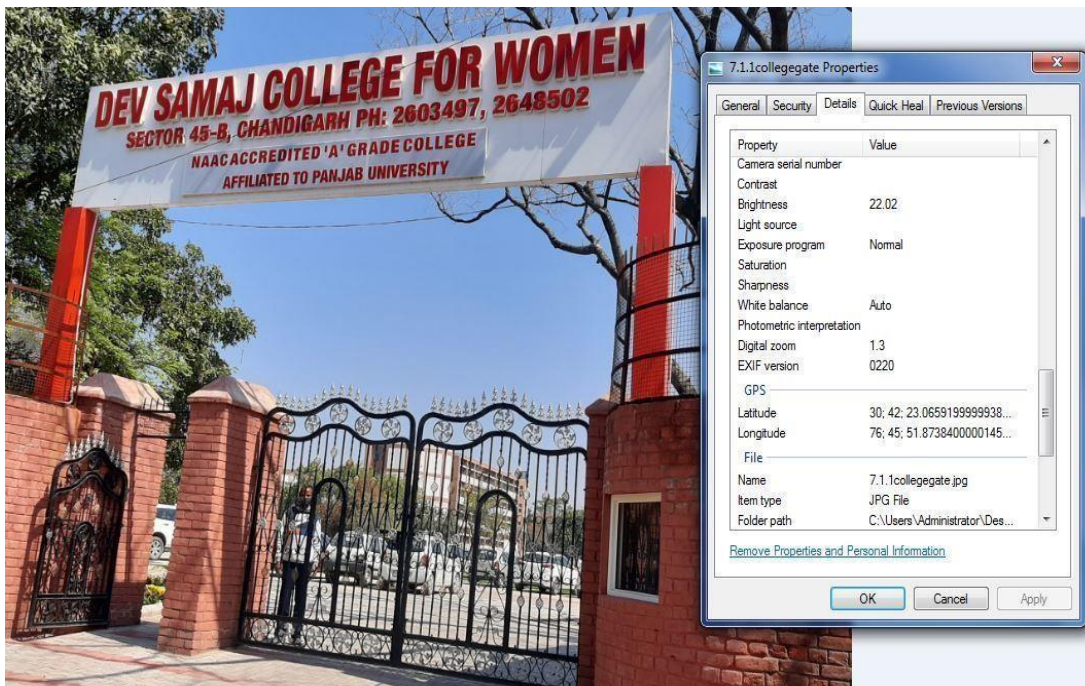 DEV SAMAJ COLLEGE FOR WOMEN
SECTOR 45-B, CHANDIGARH PH: 2603497, 2648502
NAAC ACCREDITED 'A' GRADE COLLEGE
AFFILIATED TO PANJAB UNIVERSITY
7.1.1collegegate Properties
General Security Details Quick Heal Previous Versions
Property Value
Camera serial number
Contrast
Brightness 22.02
Light source
Exposure program Normal
Saturation
Sharpness
White balance Auto
Photometric interpretation
Digital zoom 1.3
EXIF version 0220
GPS
Latitude 30; 42; 23.0659199999938...
Longitude 76; 45; 51.8738400000145...
File
Name 7.1.1collegegate.jpg
Item type JPG File
Folder path C:\Users\Administrator\Des...
Remove Properties and Personal Information
OK Cancel Apply